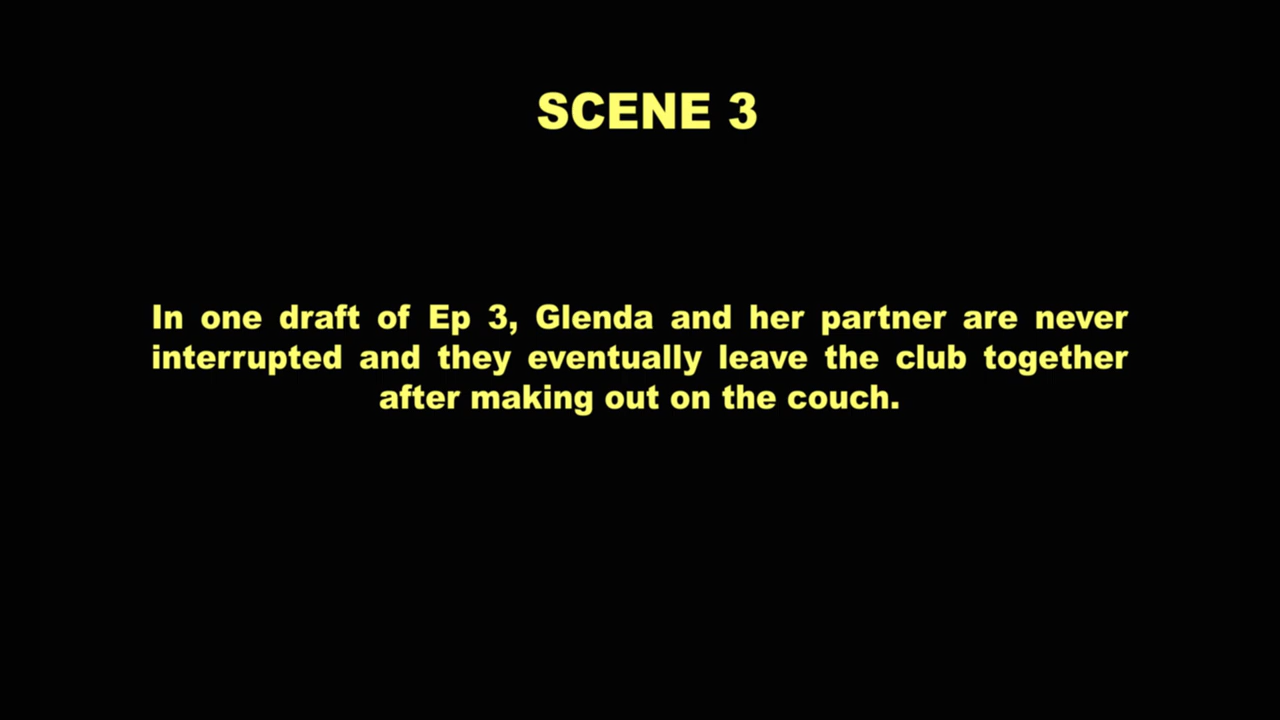 SCENE 3
In one draft of Ep 3, Glenda and her partner are never
interrupted and they eventually leave the club together
after making out on the couch.